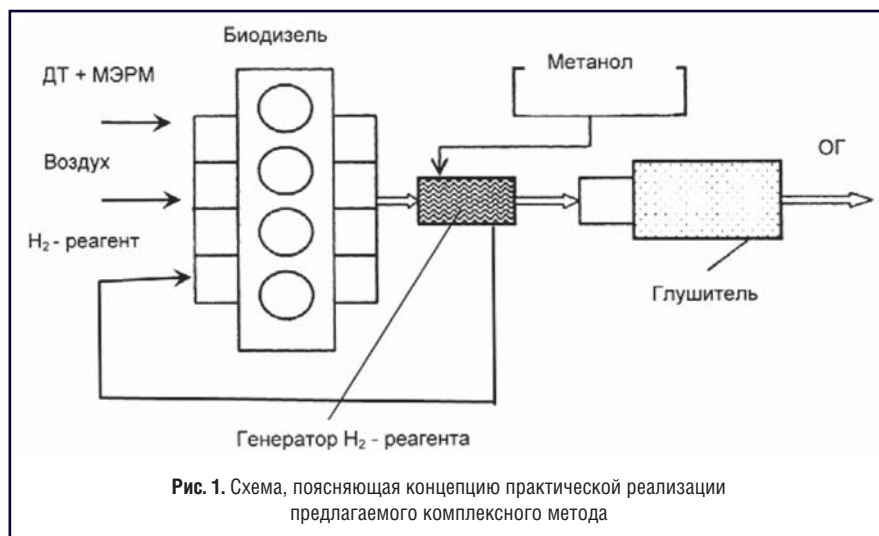 Биодизель
ДТ + МЭРМ
Метанол
Воздух
ОГ
H₂ - реагент
Глушитель
Генератор H₂ - реагента
Рис. 1. Схема, поясняющая концепцию практической реализации
предлагаемого комплексного метода